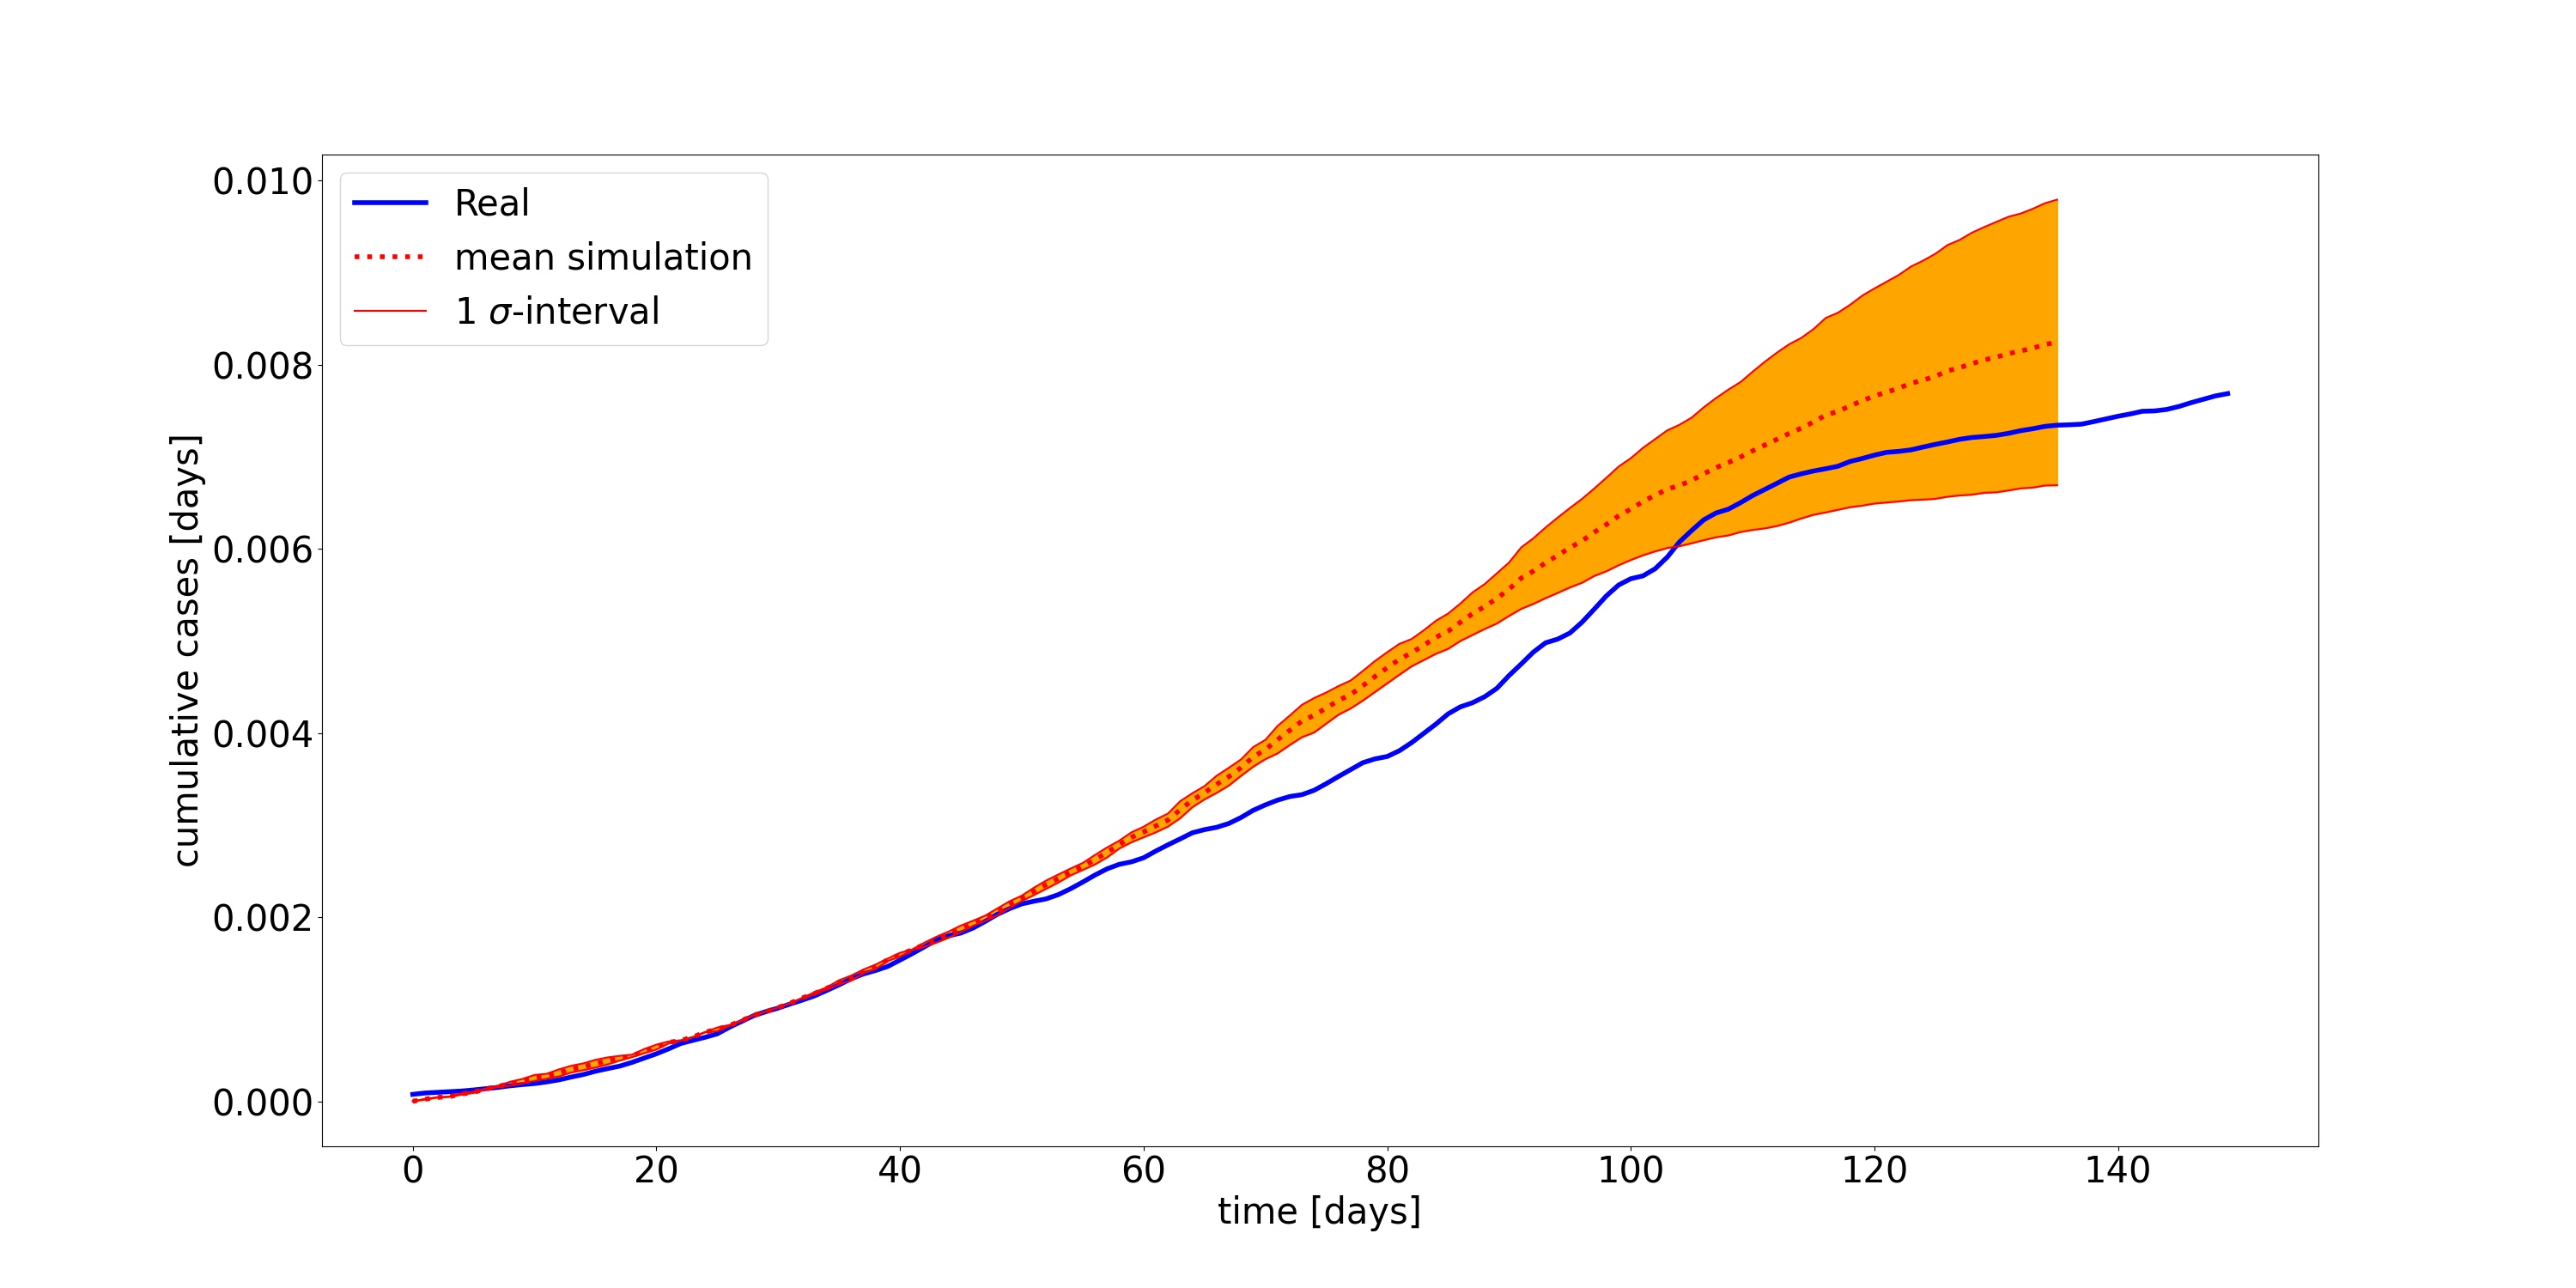 Real
mean simulation
1 σ-interval
0.010
0.008
0.006
0.004
0.002
0.000
cumulative cases [days]
0 20 40 60 80 100 120 140
time [days]